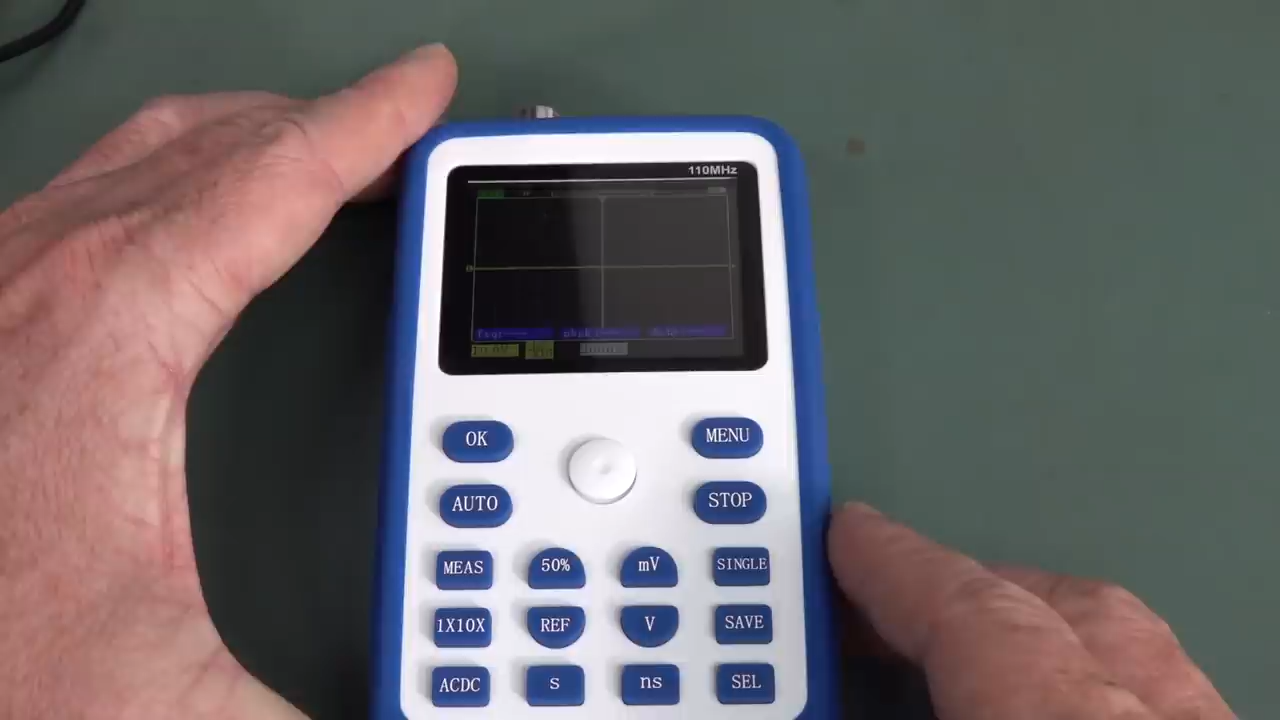 110MHz
OK
MENU
AUTO
STOP
MEAS
50%
mV
SINGLE
1X10X
REF
V
SAVE
ACDC
s
ns
SEL